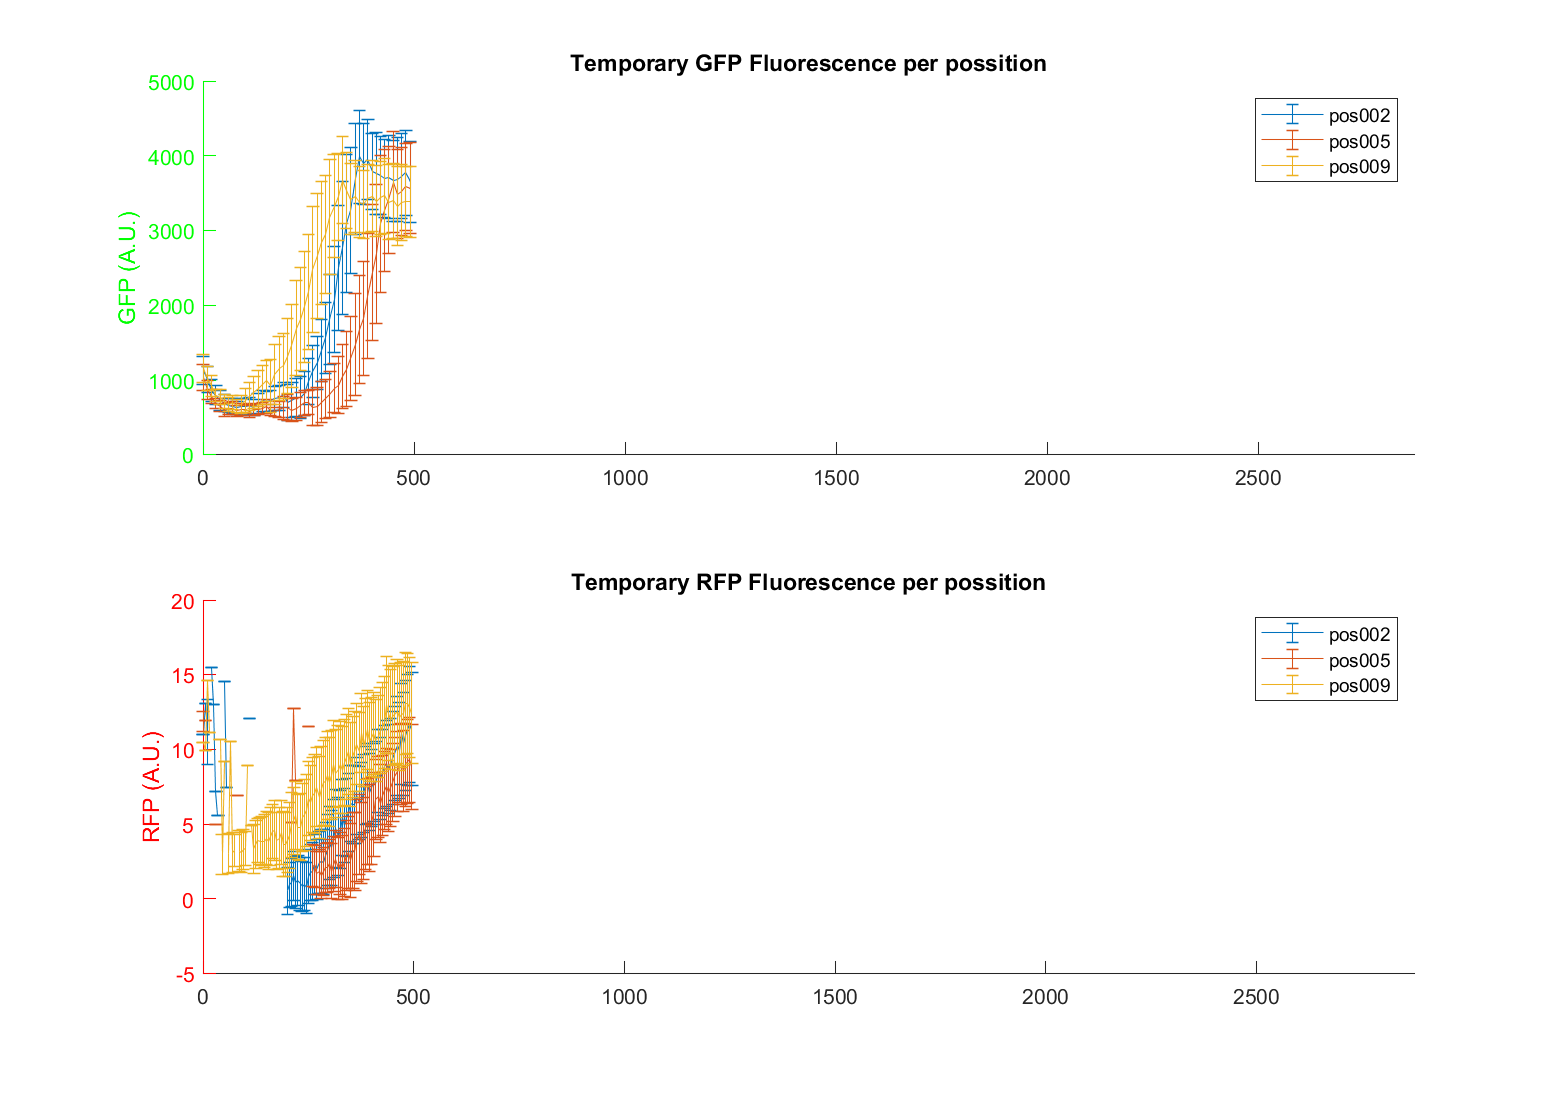 Temporary GFP Fluorescence per possition
5000
4000
3000
2000
1000
0
GFP (A.U.)
pos002
pos005
pos009
0 500 1000 1500 2000 2500
Temporary RFP Fluorescence per possition
20
15
10
5
0
-5
RFP (A.U.)
pos002
pos005
pos009
0 500 1000 1500 2000 2500